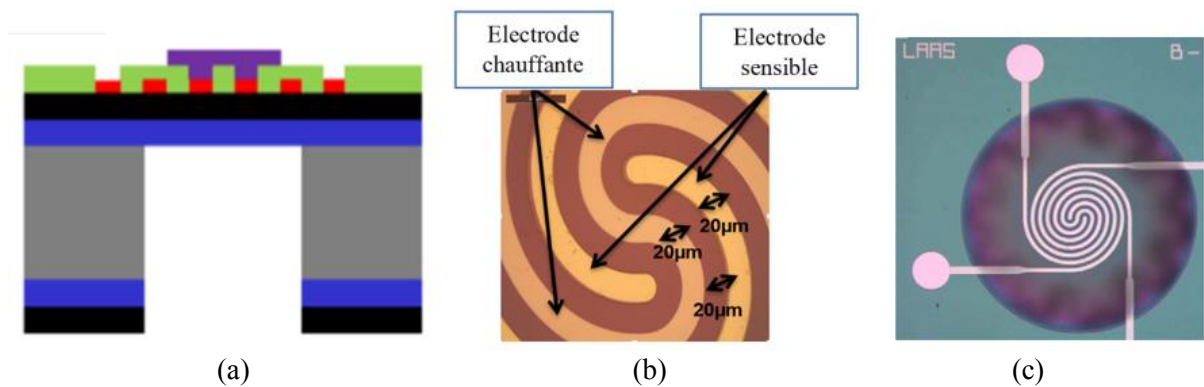 Electrode
chauffante
Electrode
sensible
20µm
20µm
20µm
LAAS
B-
(a)
(b)
(c)